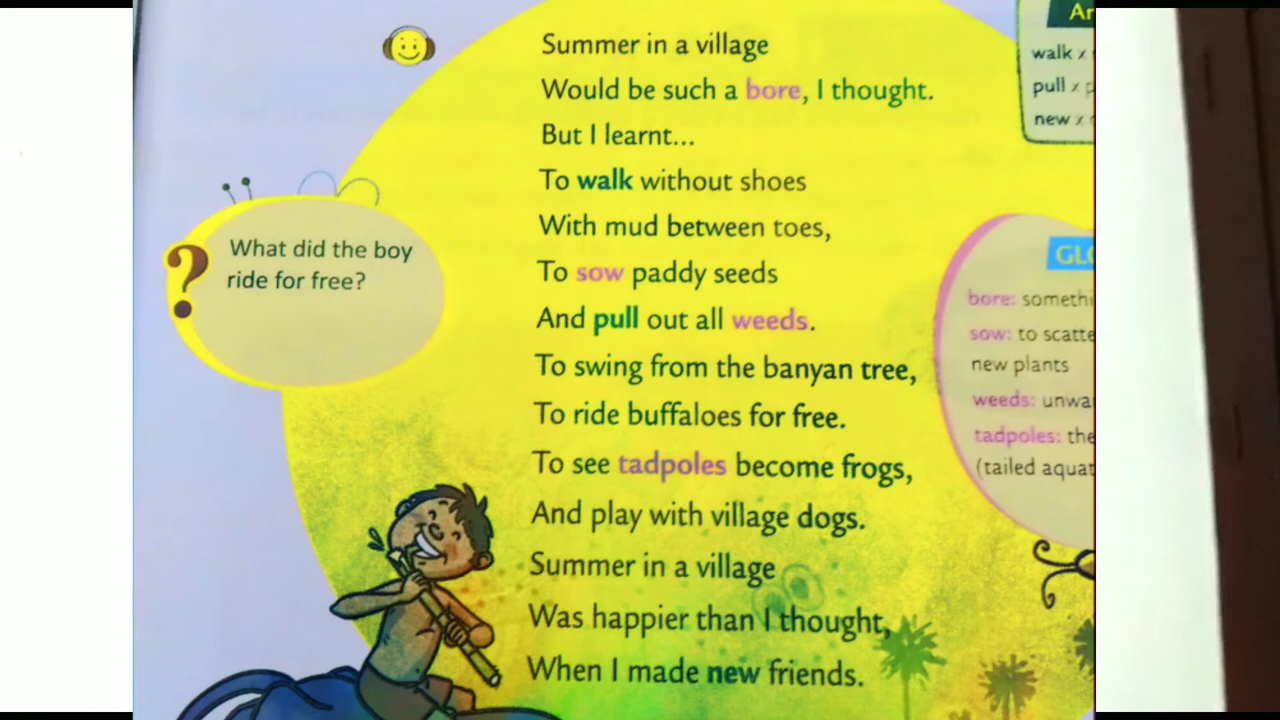 Summer in a village
Would be such a bore, I thought.
But I learnt...
To walk without shoes
With mud between toes,
To sow paddy seeds
And pull out all weeds.
To swing from the banyan tree,
To ride buffaloes for free.
To see tadpoles become frogs,
And play with village dogs.
Summer in a village
Was happier than I thought,
When I made new friends.
?
What did the boy
ride for free?
walk x
pull x
new x
bore:
sow: to
new plants
weeds:
tadpoles: the
(tailed